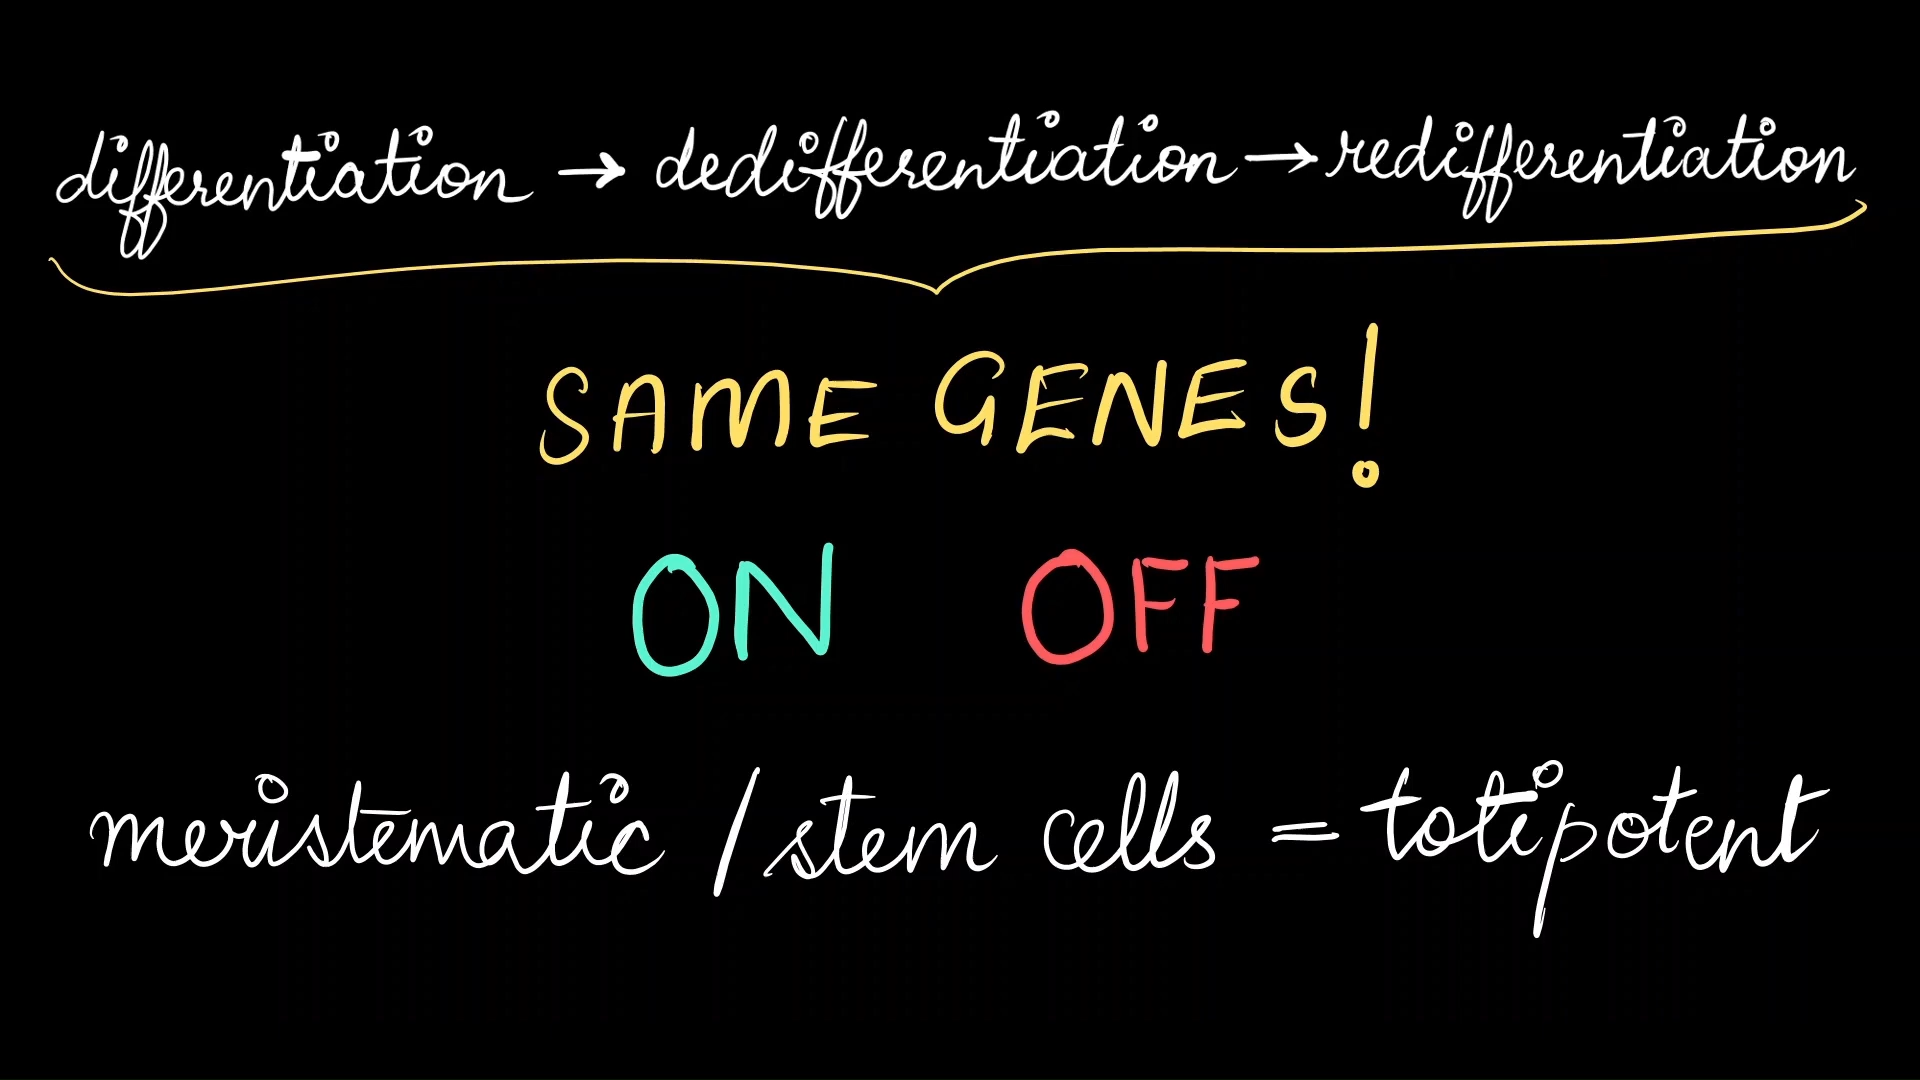 differentiation → dedifferentiation → redifferentiation
SAME GENES!
ON OFF
meristematic / stem cells = totipotent